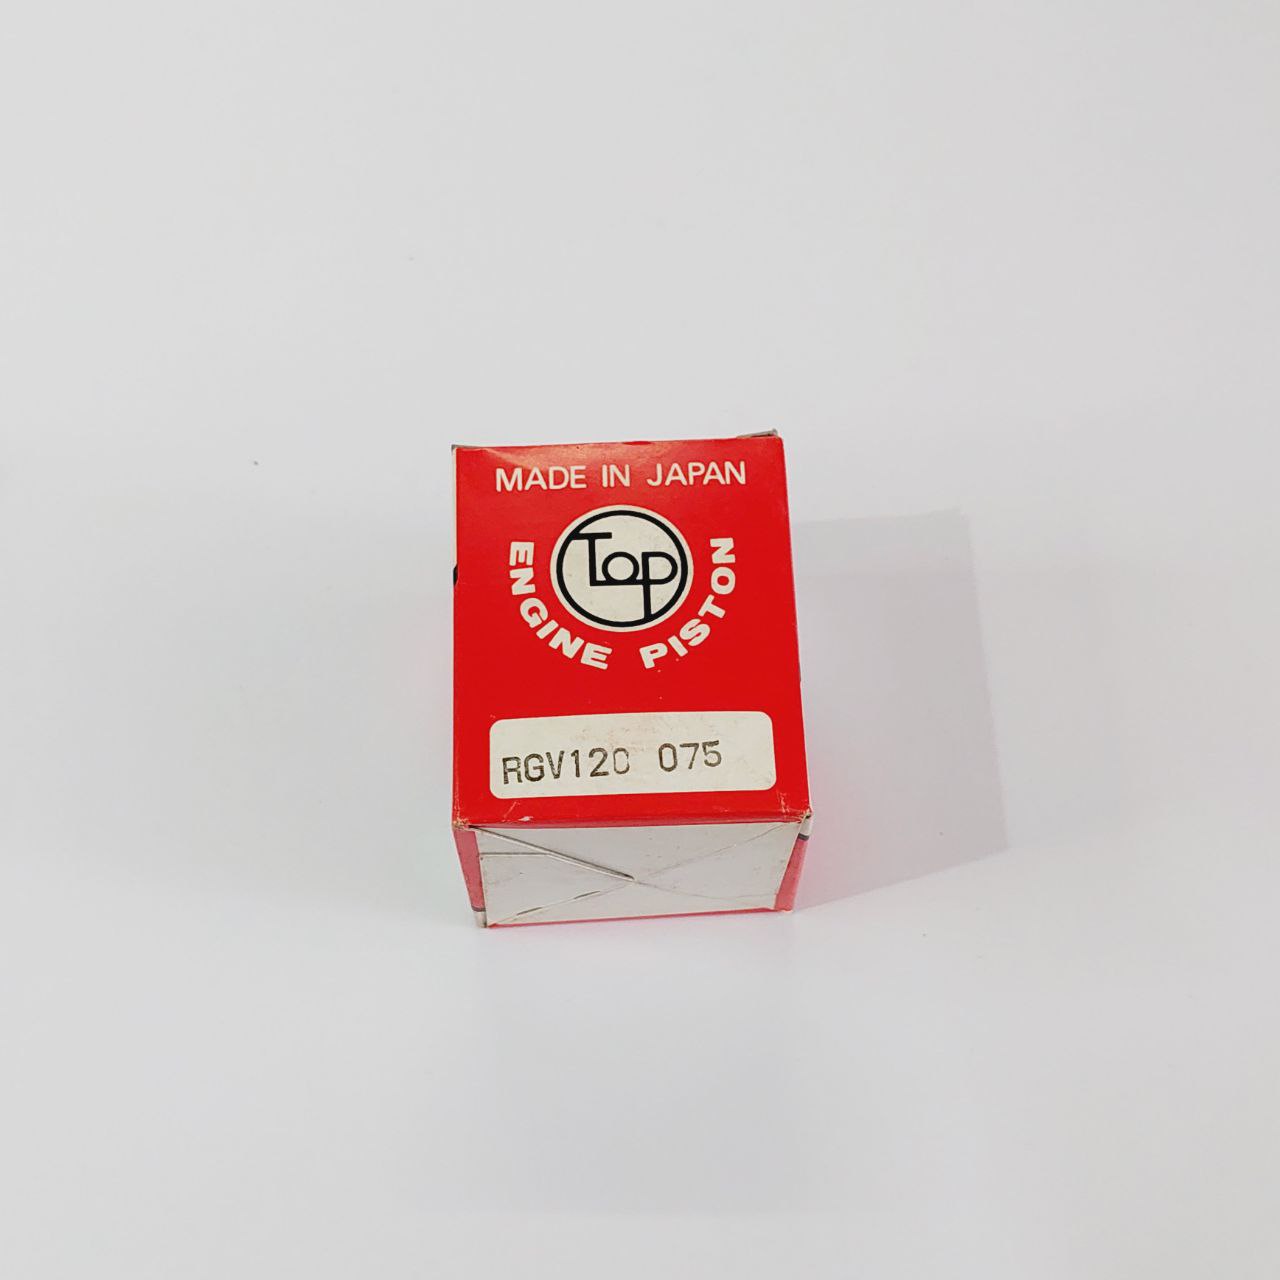 MADE IN JAPAN
Top
ENGINE PISTON
RGV120 075